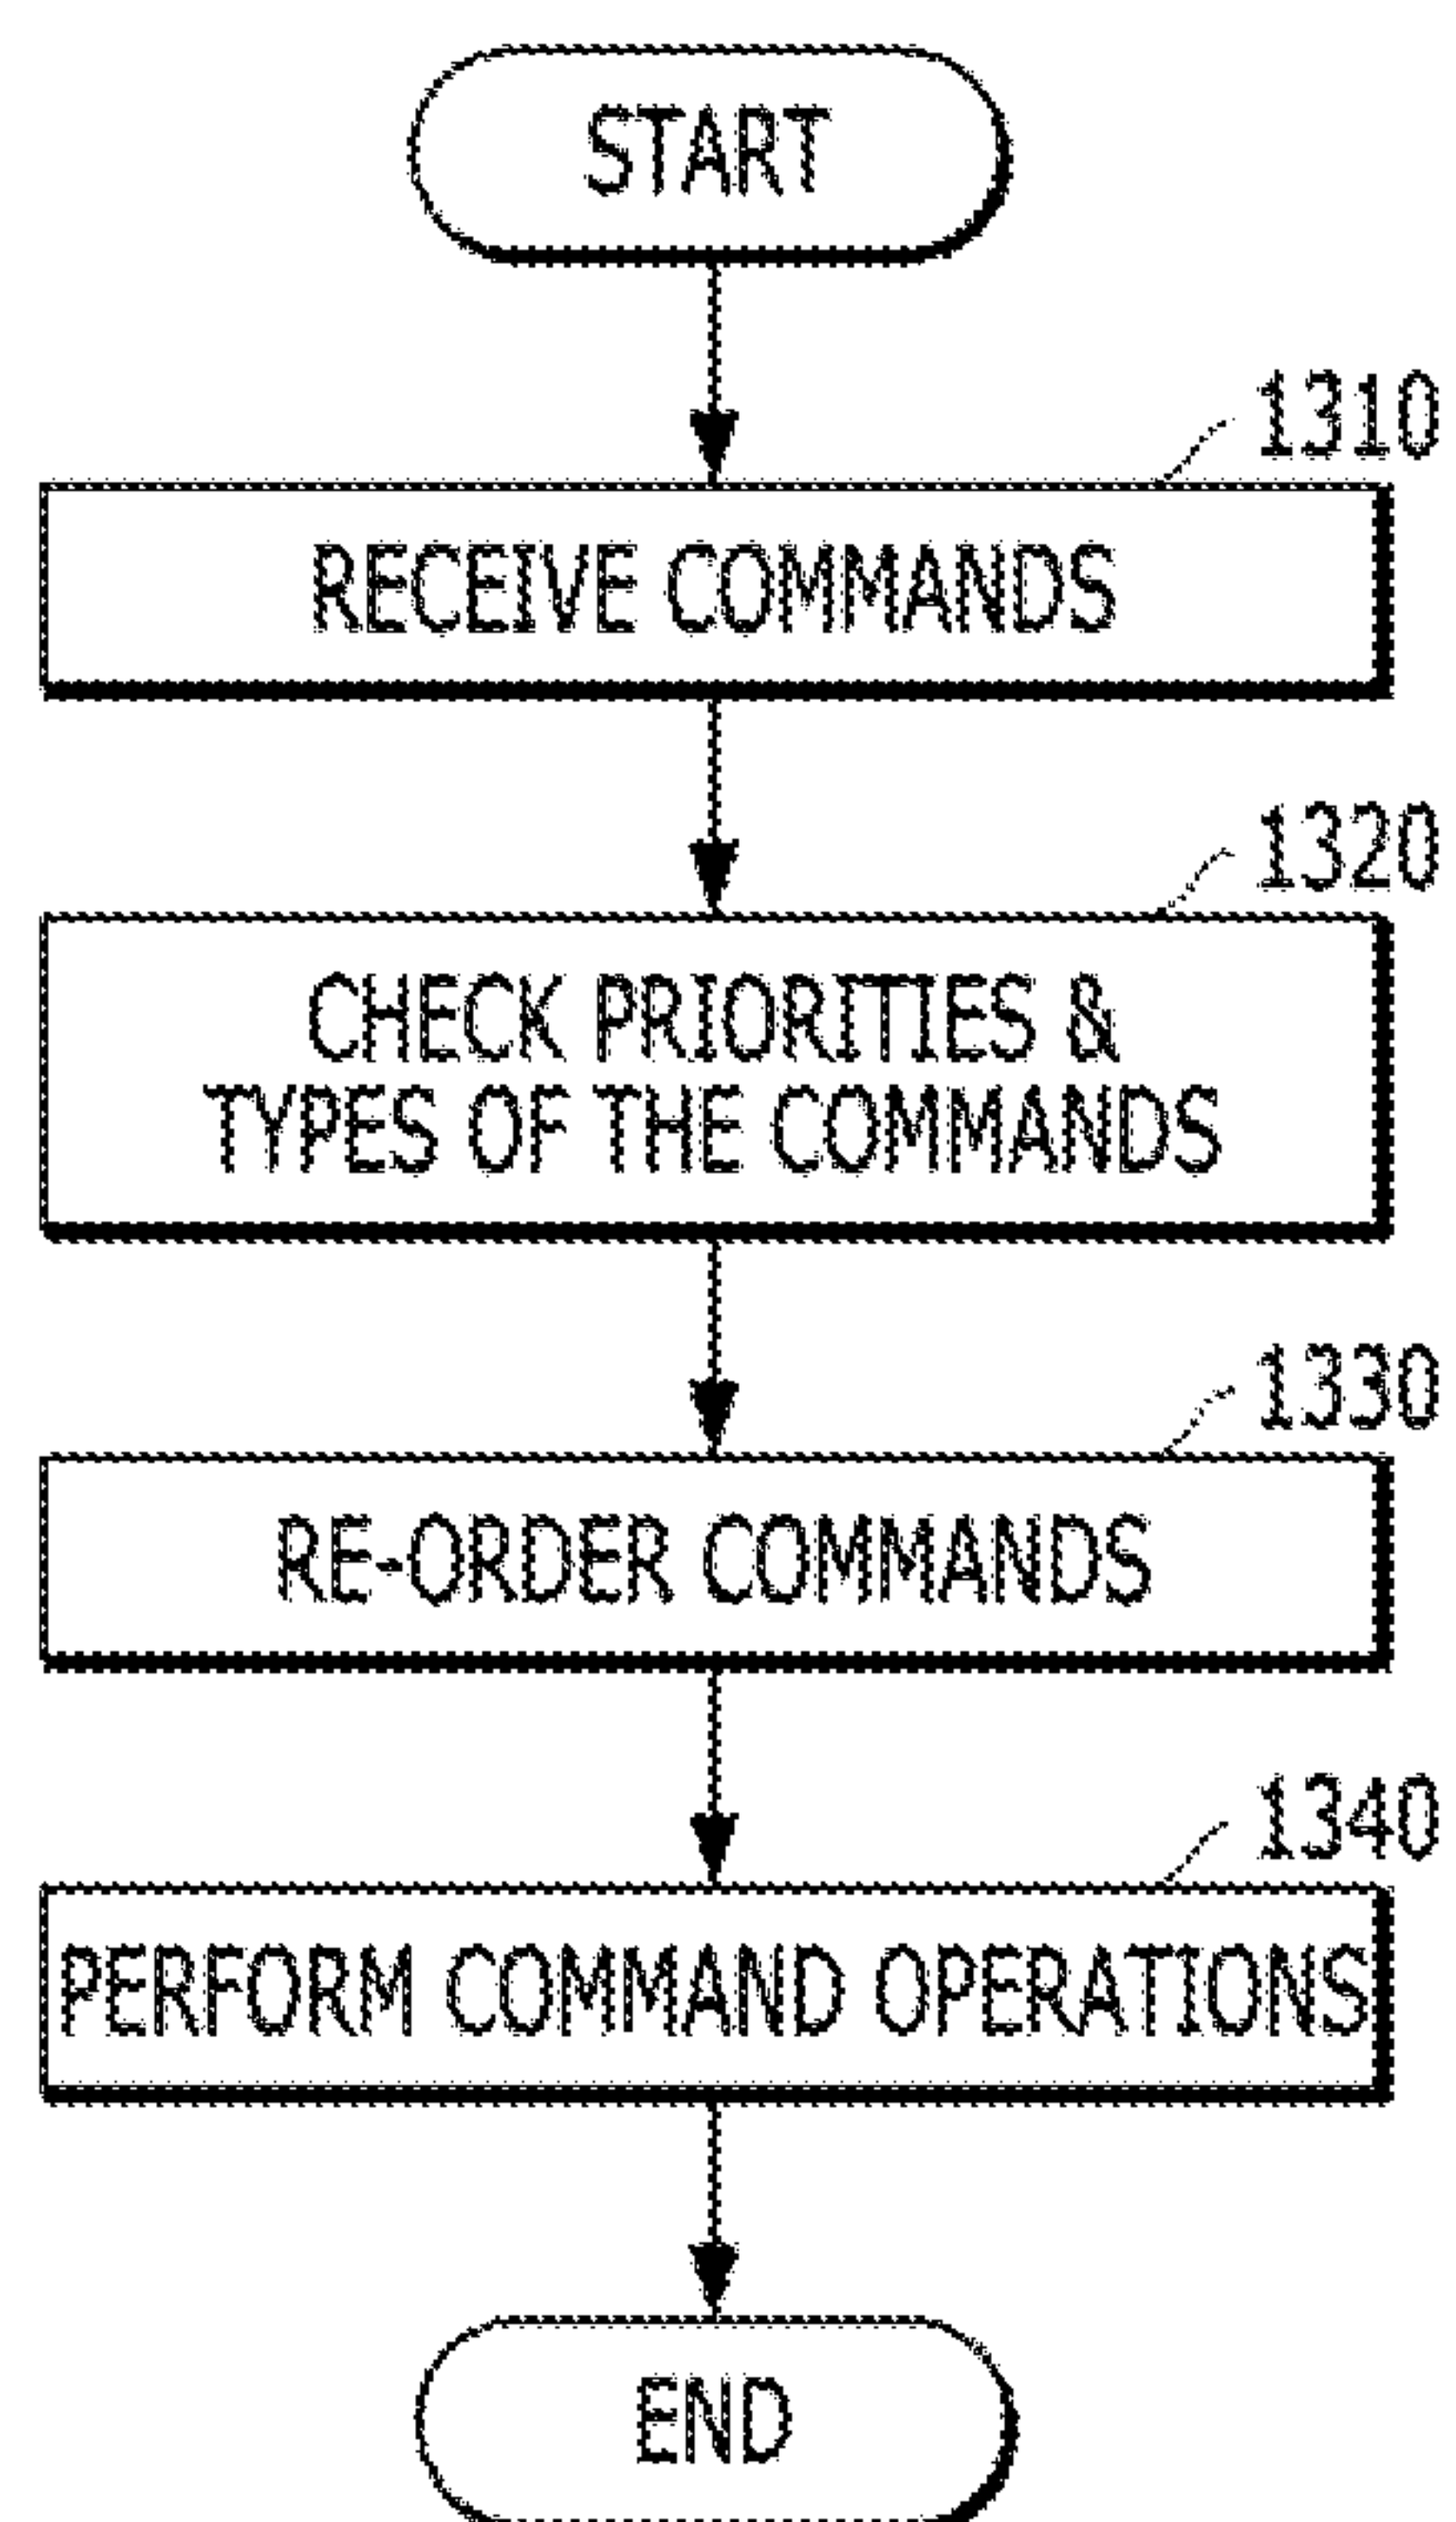 START
1310
RECEIVE COMMANDS
1320
CHECK PRIORITIES &
TYPES OF THE COMMANDS
1330
RE-ORDER COMMANDS
1340
PERFORM COMMAND OPERATIONS
END